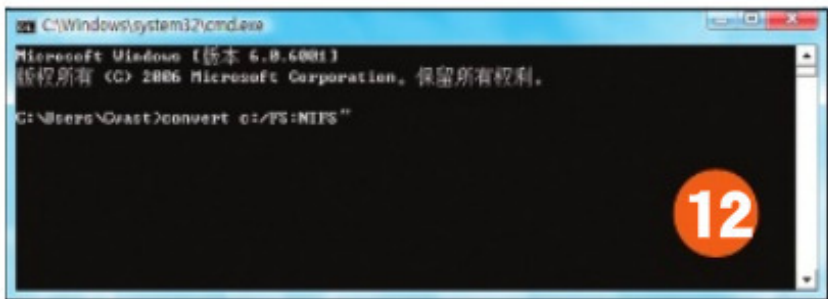 C:\Windows\system32\cmd.exe
Microsoft Windows [版本 6.0.6001]
版权所有 (C) 2006 Microsoft Corporation。保留所有权利。
C:\Users\Cvast>convert c:/FS:NTFS"
12